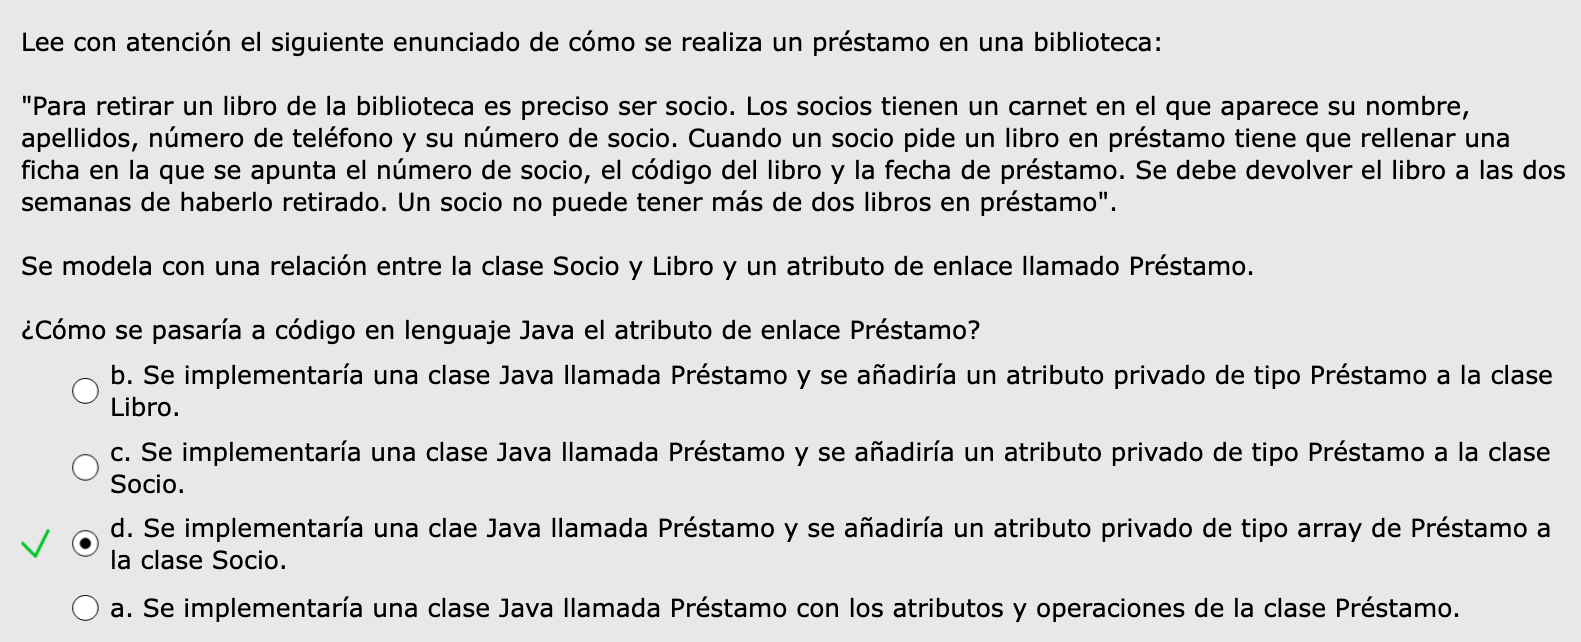 Lee con atención el siguiente enunciado de cómo se realiza un préstamo en una biblioteca:
"Para retirar un libro de la biblioteca es preciso ser socio. Los socios tienen un carnet en el que aparece su nombre,
apellidos, número de teléfono y su número de socio. Cuando un socio pide un libro en préstamo tiene que rellenar una
ficha en la que se apunta el número de socio, el código del libro y la fecha de préstamo. Se debe devolver el libro a las dos
semanas de haberlo retirado. Un socio no puede tener más de dos libros en préstamo".
Se modela con una relación entre la clase Socio y Libro y un atributo de enlace llamado Préstamo.
¿Cómo se pasaría a código en lenguaje Java el atributo de enlace Préstamo?
b. Se implementaría una clase Java llamada Préstamo y se añadiría un atributo privado de tipo Préstamo a la clase
Libro.
c. Se implementaría una clase Java llamada Préstamo y se añadiría un atributo privado de tipo Préstamo a la clase
Socio.
d. Se implementaría una clae Java llamada Préstamo y se añadiría un atributo privado de tipo array de Préstamo a
la clase Socio.
a. Se implementaría una clase Java llamada Préstamo con los atributos y operaciones de la clase Préstamo.